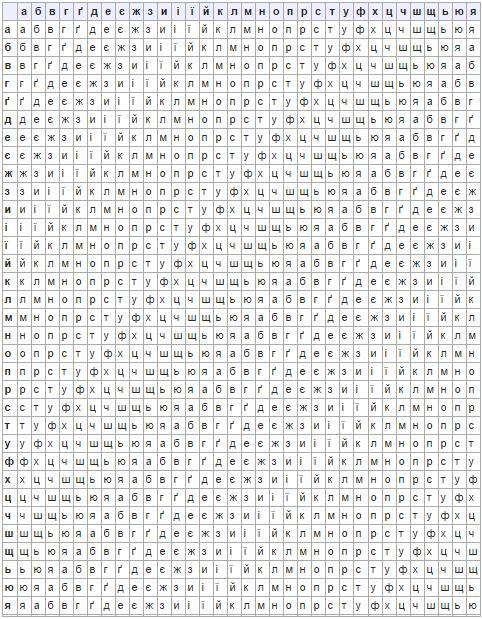 а б в г ґ д е є ж з и і ї й к л м н о п р с т у ф х ц ч ш щ ь ю я
а а б в г ґ д е є ж з и і ї й к л м н о п р с т у ф х ц ч ш щ ь ю я
б б в г ґ д е є ж з и і ї й к л м н о п р с т у ф х ц ч ш щ ь ю я а
в в г ґ д е є ж з и і ї й к л м н о п р с т у ф х ц ч ш щ ь ю я а б
г г ґ д е є ж з и і ї й к л м н о п р с т у ф х ц ч ш щ ь ю я а б в
ґ ґ д е є ж з и і ї й к л м н о п р с т у ф х ц ч ш щ ь ю я а б в г
д д е є ж з и і ї й к л м н о п р с т у ф х ц ч ш щ ь ю я а б в г ґ
е е є ж з и і ї й к л м н о п р с т у ф х ц ч ш щ ь ю я а б в г ґ д
є є ж з и і ї й к л м н о п р с т у ф х ц ч ш щ ь ю я а б в г ґ д е
ж ж з и і ї й к л м н о п р с т у ф х ц ч ш щ ь ю я а б в г ґ д е є
з з и і ї й к л м н о п р с т у ф х ц ч ш щ ь ю я а б в г ґ д е є ж
и и і ї й к л м н о п р с т у ф х ц ч ш щ ь ю я а б в г ґ д е є ж з
і і ї й к л м н о п р с т у ф х ц ч ш щ ь ю я а б в г ґ д е є ж з и
ї ї й к л м н о п р с т у ф х ц ч ш щ ь ю я а б в г ґ д е є ж з и і
й й к л м н о п р с т у ф х ц ч ш щ ь ю я а б в г ґ д е є ж з и і ї
к к л м н о п р с т у ф х ц ч ш щ ь ю я а б в г ґ д е є ж з и і ї й
л л м н о п р с т у ф х ц ч ш щ ь ю я а б в г ґ д е є ж з и і ї й к
м м н о п р с т у ф х ц ч ш щ ь ю я а б в г ґ д е є ж з и і ї й к л
н н о п р с т у ф х ц ч ш щ ь ю я а б в г ґ д е є ж з и і ї й к л м
о о п р с т у ф х ц ч ш щ ь ю я а б в г ґ д е є ж з и і ї й к л м н
п п р с т у ф х ц ч ш щ ь ю я а б в г ґ д е є ж з и і ї й к л м н о
р р с т у ф х ц ч ш щ ь ю я а б в г ґ д е є ж з и і ї й к л м н о п
с с т у ф х ц ч ш щ ь ю я а б в г ґ д е є ж з и і ї й к л м н о п р
т т у ф х ц ч ш щ ь ю я а б в г ґ д е є ж з и і ї й к л м н о п р с
у у ф х ц ч ш щ ь ю я а б в г ґ д е є ж з и і ї й к л м н о п р с т
ф ф х ц ч ш щ ь ю я а б в г ґ д е є ж з и і ї й к л м н о п р с т у
х х ц ч ш щ ь ю я а б в г ґ д е є ж з и і ї й к л м н о п р с т у ф
ц ц ч ш щ ь ю я а б в г ґ д е є ж з и і ї й к л м н о п р с т у ф х
ч ч ш щ ь ю я а б в г ґ д е є ж з и і ї й к л м н о п р с т у ф х ц
ш ш щ ь ю я а б в г ґ д е є ж з и і ї й к л м н о п р с т у ф х ц ч
щ щ ь ю я а б в г ґ д е є ж з и і ї й к л м н о п р с т у ф х ц ч ш
ь ь ю я а б в г ґ д е є ж з и і ї й к л м н о п р с т у ф х ц ч ш щ
ю ю я а б в г ґ д е є ж з и і ї й к л м н о п р с т у ф х ц ч ш щ ь
я я а б в г ґ д е є ж з и і ї й к л м н о п р с т у ф х ц ч ш щ ь ю